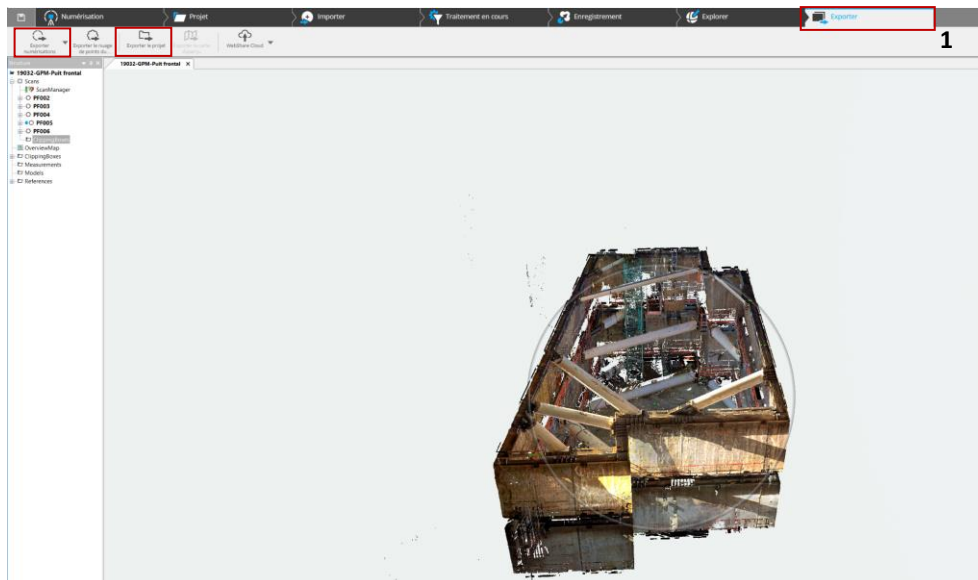 Numérisation
Projet
Importer
Traitement en cours
Enregistrement
Explorer
Exporter
1
Exporter
numérisations
Exporter le nuage
de points du...
Exporter le projet
WebShare Cloud
19032-GPM-Puit frontal
19032-GPM-Puit frontal
Scans
ScanManager
PF002
PF003
PF004
PF005
PF006
ClippingBoxes
OverviewMap
ClippingBoxes
Measurements
Models
References